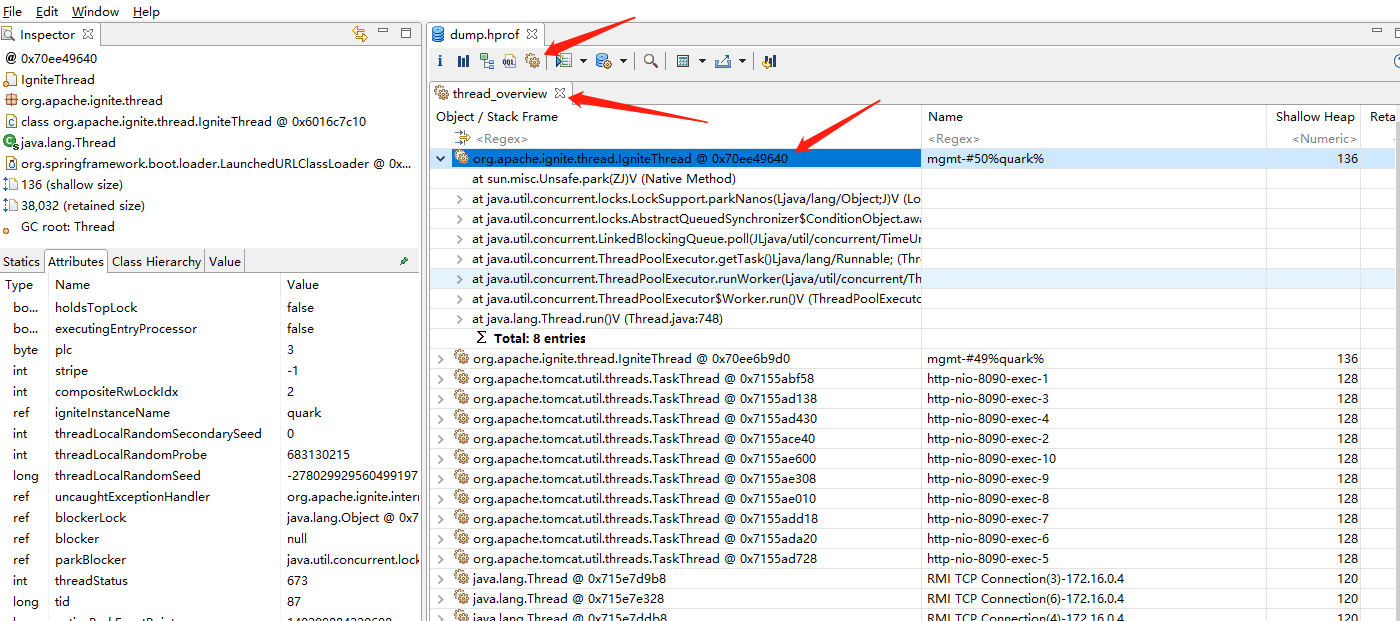 File Edit Window Help
Inspector
@ 0x70ee49640
IgniteThread
org.apache.ignite.thread
class org.apache.ignite.thread.IgniteThread @ 0x6016c7c10
java.lang.Thread
org.springframework.boot.loader.LaunchedURLClassLoader @ 0x...
136 (shallow size)
38,032 (retained size)
GC root: Thread
Statics Attributes Class Hierarchy Value
Type Name Value
bo... holdsTopLock false
bo... executingEntryProcessor false
byte plc 3
int stripe -1
int compositeRwLockIdx 2
ref igniteInstanceName quark
int threadLocalRandomSecondarySeed 0
int threadLocalRandomProbe 683130215
long threadLocalRandomSeed -278029929560499197
ref uncaughtExceptionHandler org.apache.ignite.inter
ref blockerLock java.lang.Object @ 0x7
ref blocker null
ref parkBlocker java.util.concurrent.lock
int threadStatus 673
long tid 87
dump.hprof
i OQL
thread_overview
Object / Stack Frame Name Shallow Heap Reta
<Regex> <Regex> <Numeric>
org.apache.ignite.thread.IgniteThread @ 0x70ee49640 mgmt-#50%quark% 136
at sun.misc.Unsafe.park(ZJ)V (Native Method)
at java.util.concurrent.locks.LockSupport.parkNanos(Ljava/lang/Object;J)V (Lo
at java.util.concurrent.locks.AbstractQueuedSynchronizer$ConditionObject.awa
at java.util.concurrent.LinkedBlockingQueue.poll(JLjava/util/concurrent/TimeUn
at java.util.concurrent.ThreadPoolExecutor.getTask()Ljava/lang/Runnable; (Thre
at java.util.concurrent.ThreadPoolExecutor.runWorker(Ljava/util/concurrent/Th
at java.util.concurrent.ThreadPoolExecutor$Worker.run()V (ThreadPoolExecuto
at java.lang.Thread.run()V (Thread.java:748)
Σ Total: 8 entries
org.apache.ignite.thread.IgniteThread @ 0x70ee6b9d0 mgmt-#49%quark% 136
org.apache.tomcat.util.threads.TaskThread @ 0x7155abf58 http-nio-8090-exec-1 128
org.apache.tomcat.util.threads.TaskThread @ 0x7155ad138 http-nio-8090-exec-3 128
org.apache.tomcat.util.threads.TaskThread @ 0x7155ad430 http-nio-8090-exec-4 128
org.apache.tomcat.util.threads.TaskThread @ 0x7155ace40 http-nio-8090-exec-2 128
org.apache.tomcat.util.threads.TaskThread @ 0x7155ae600 http-nio-8090-exec-10 128
org.apache.tomcat.util.threads.TaskThread @ 0x7155ae308 http-nio-8090-exec-9 128
org.apache.tomcat.util.threads.TaskThread @ 0x7155ae010 http-nio-8090-exec-8 128
org.apache.tomcat.util.threads.TaskThread @ 0x7155add18 http-nio-8090-exec-7 128
org.apache.tomcat.util.threads.TaskThread @ 0x7155ada20 http-nio-8090-exec-6 128
org.apache.tomcat.util.threads.TaskThread @ 0x7155ad728 http-nio-8090-exec-5 128
java.lang.Thread @ 0x715e7d9b8 RMI TCP Connection(3)-172.16.0.4 120
java.lang.Thread @ 0x715e7e328 RMI TCP Connection(6)-172.16.0.4 120
java.lang.Thread @ 0x715e7ddb8 RMI TCP Connection(4)-172.16.0.4 120